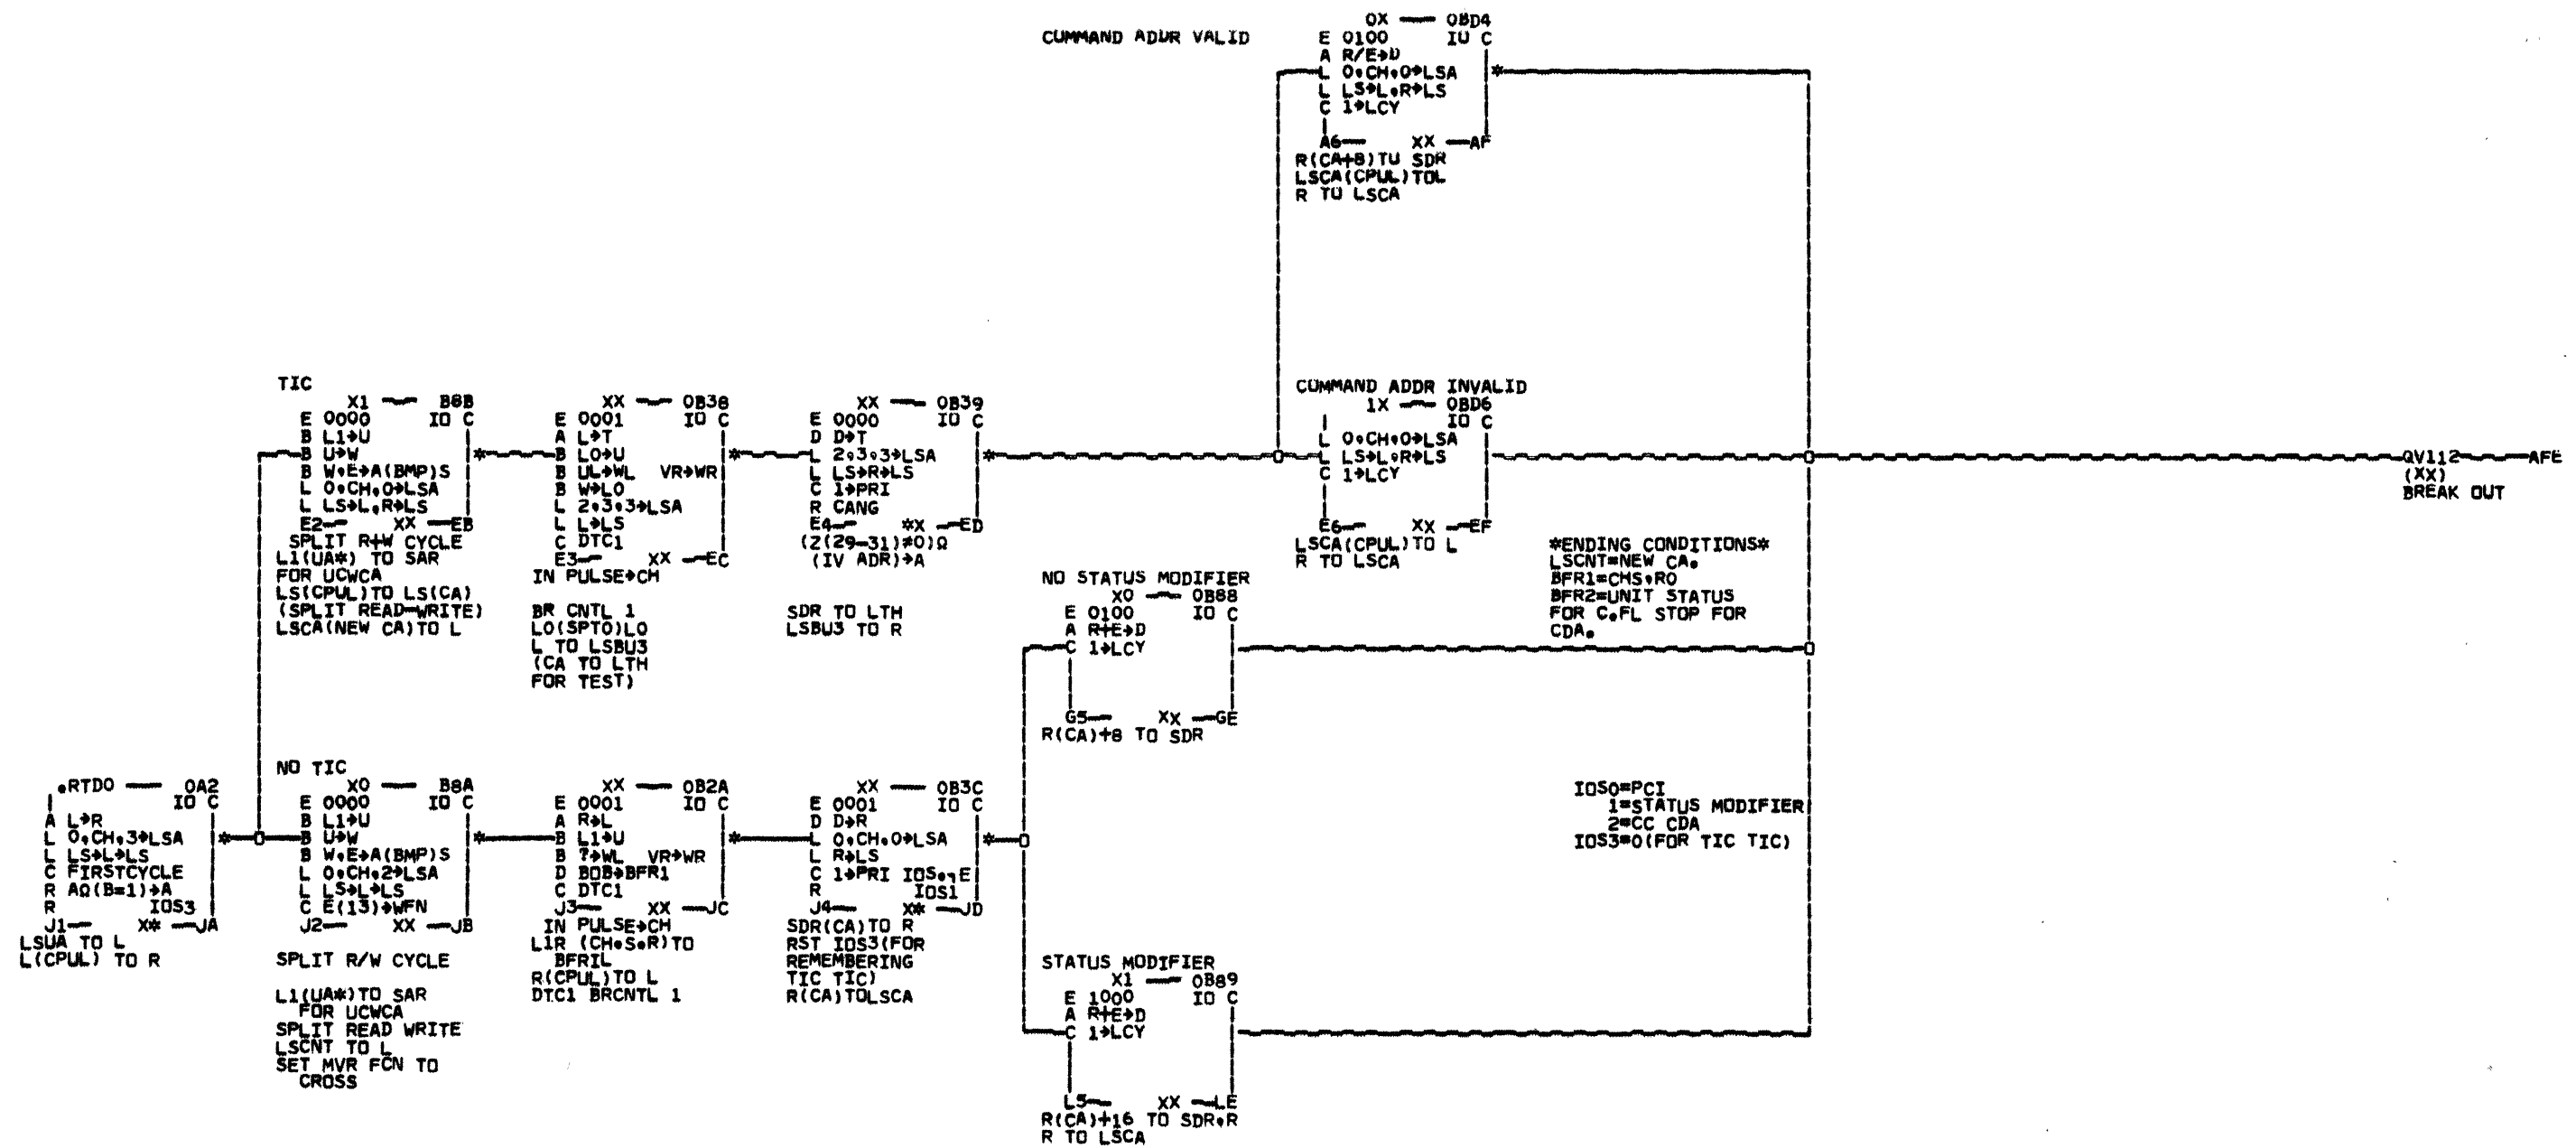 COMMAND ADDR VALID
0X — 0BD4
E 0100 IO C
A R/E→D
L 0,CH,0→LSA *
L LS→L,R→LS
C 1→LCY
A6— XX —AF
R(CA+8)TO SDR
LSCA(CPUL)TOL
R TO LSCA
TIC
X1 — B8B
E 0000 IO C
B L1→U
B U→W *
B W,E→A(BMP)S
L 0,CH,0→LSA
L LS→L,R→LS
E2— XX —EB
SPLIT R+W CYCLE
L1(UA*) TO SAR
FOR UCWCA
LS(CPUL)TO LS(CA)
(SPLIT READ-WRITE)
LSCA(NEW CA)TO L
XX — 0B38
E 0001 IO C
A L→T
B L0→U *
B UL→WL VR→WR
B W→L0
L 2,3,3→LSA
L L→LS
C DTC1
E3— XX —EC
IN PULSE→CH
BR CNTL 1
L0(SPTO)L0
L TO LSBU3
(CA TO LTH
FOR TEST)
XX — 0B39
E 0000 IO C
D D→T
L 2,3,3→LSA *
L LS→R→LS
C 1→PRI
R CANG
E4— *X —ED
(Z(29-31)≠0)Ω
(IV ADR)→A
SDR TO LTH
LSBU3 TO R
COMMAND ADDR INVALID
1X — 0BD6
IO C
L 0,CH,0→LSA
L LS→L,R→LS
C 1→LCY
E6— XX —EF
LSCA(CPUL)TO L
R TO LSCA
QV112—AFE
(XX)
BREAK OUT
*ENDING CONDITIONS*
LSCNT=NEW CA.
BFR1=CHS,R0
BFR2=UNIT STATUS
FOR C.FL STOP FOR
CDA.
NO STATUS MODIFIER
X0 — 0B88
E 0100 IO C
A R+E→D
C 1→LCY
G5— XX —GE
R(CA)+8 TO SDR
.RTD0 — 0A2
IO C
A L→R
L 0,CH,3→LSA *
L LS→L→LS
C FIRSTCYCLE
R AΩ(B=1)→A
R IOS3
J1— X* —JA
LSUA TO L
L(CPUL) TO R
NO TIC
X0 — B8A
E 0000 IO C
B L1→U
B U→W *
B W,E→A(BMP)S
L 0,CH,2→LSA
L LS→L→LS
C E(13)→WFN
J2— XX —JB
SPLIT R/W CYCLE
L1(UA*)TO SAR
FOR UCWCA
SPLIT READ WRITE
LSCNT TO L
SET MVR FCN TO
CROSS
XX — 0B2A
E 0001 IO C
A R→L
B L1→U *
B ?→WL VR→WR
D BOB→BFR1
C DTC1
J3— XX —JC
IN PULSE→CH
L1R (CH,S,R)TO
BFRIL
R(CPUL)TO L
DTC1 BRCNTL 1
XX — 0B3C
E 0001 IO C
D D→R
L 0,CH,0→LSA *
L R→LS
C 1→PRI IOS,¬E
R IOS1
J4— X* —JD
SDR(CA)TO R
RST IOS3(FOR
REMEMBERING
TIC TIC)
R(CA)TOLSCA
IOS0=PCI
1=STATUS MODIFIER
2=CC CDA
IOS3=0(FOR TIC TIC)
STATUS MODIFIER
X1 — 0B89
E 1000 IO C
A R+E→D
C 1→LCY
L5— XX —LE
R(CA)+16 TO SDR,R
R TO LSCA